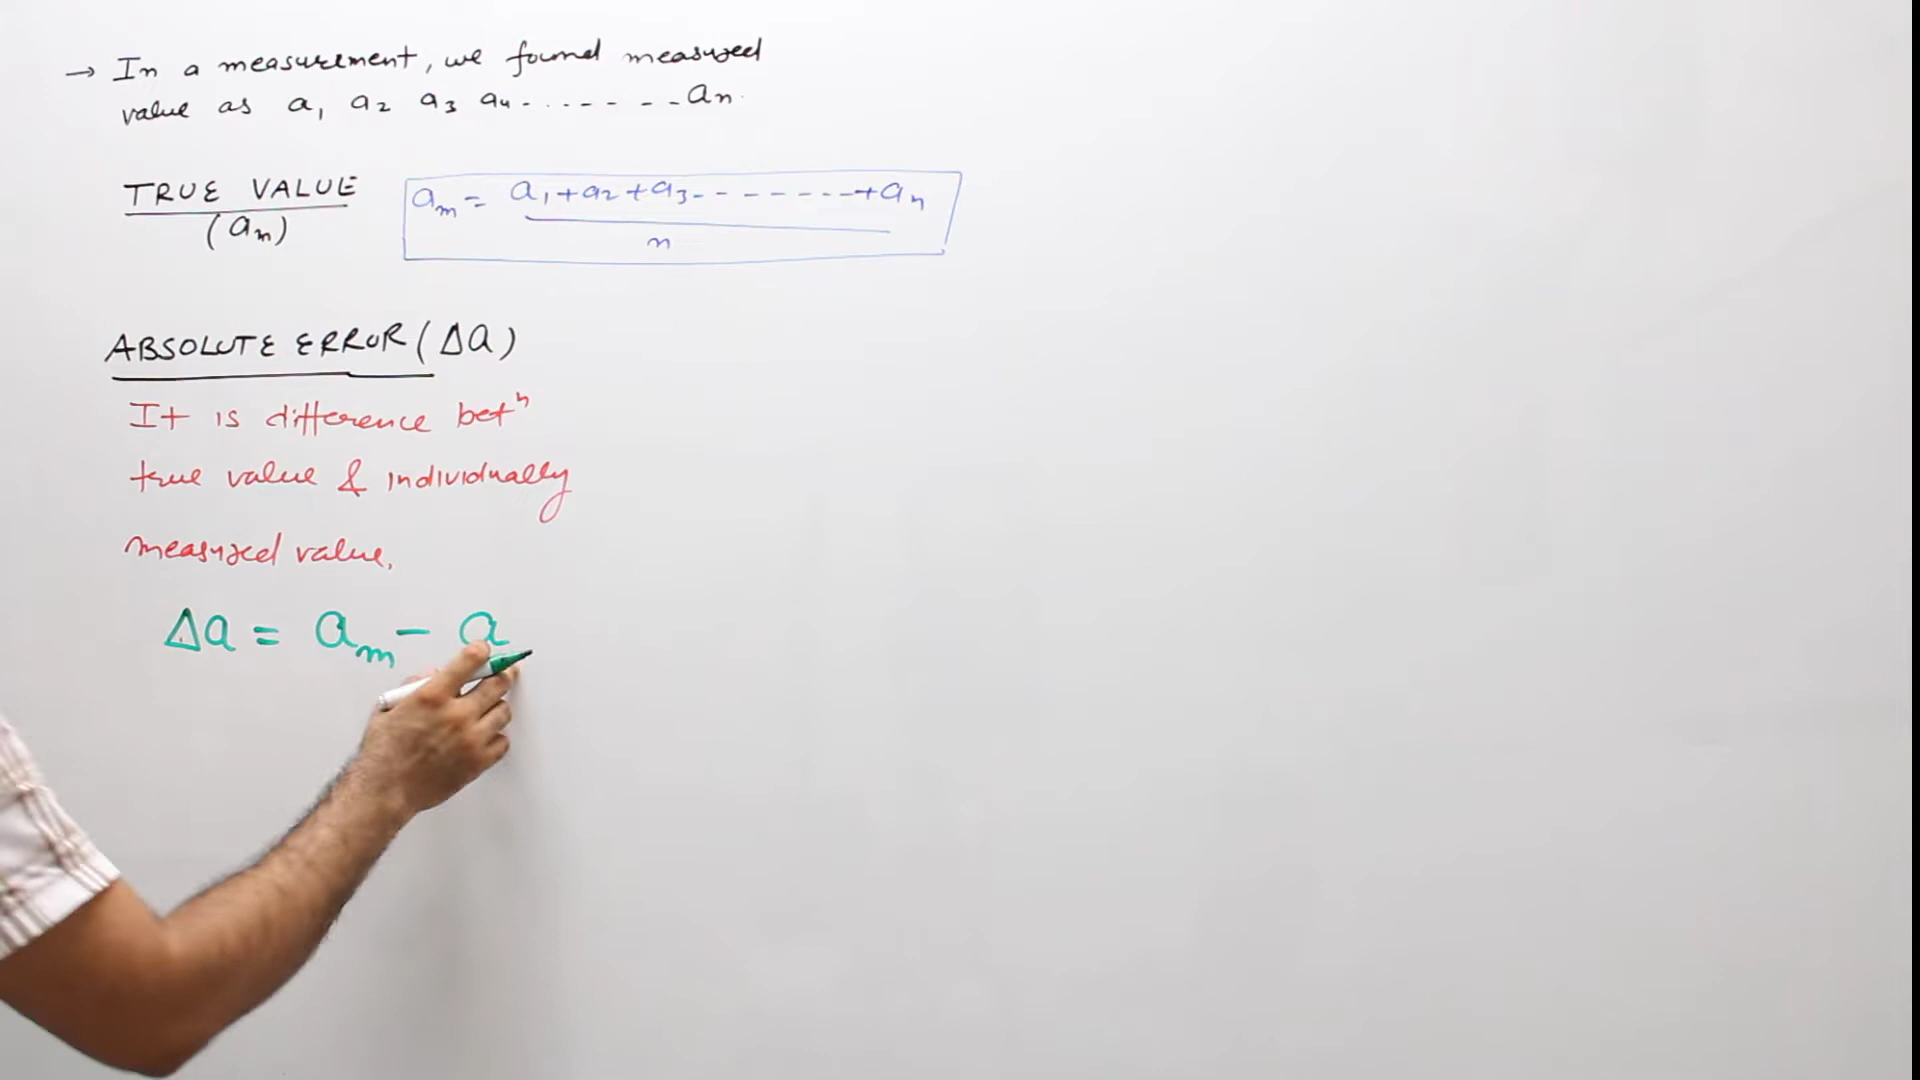 → In a measurement, we found measured
value as a₁ a₂ a₃ a₄ - - - - - - - aₙ.
TRUE VALUE
(aₘ)
aₘ = a₁ + a₂ + a₃ - - - - - - - + aₙ
n
ABSOLUTE ERROR (Δa)
It is difference betⁿ
true value & individually
measured value.
Δa = aₘ - a